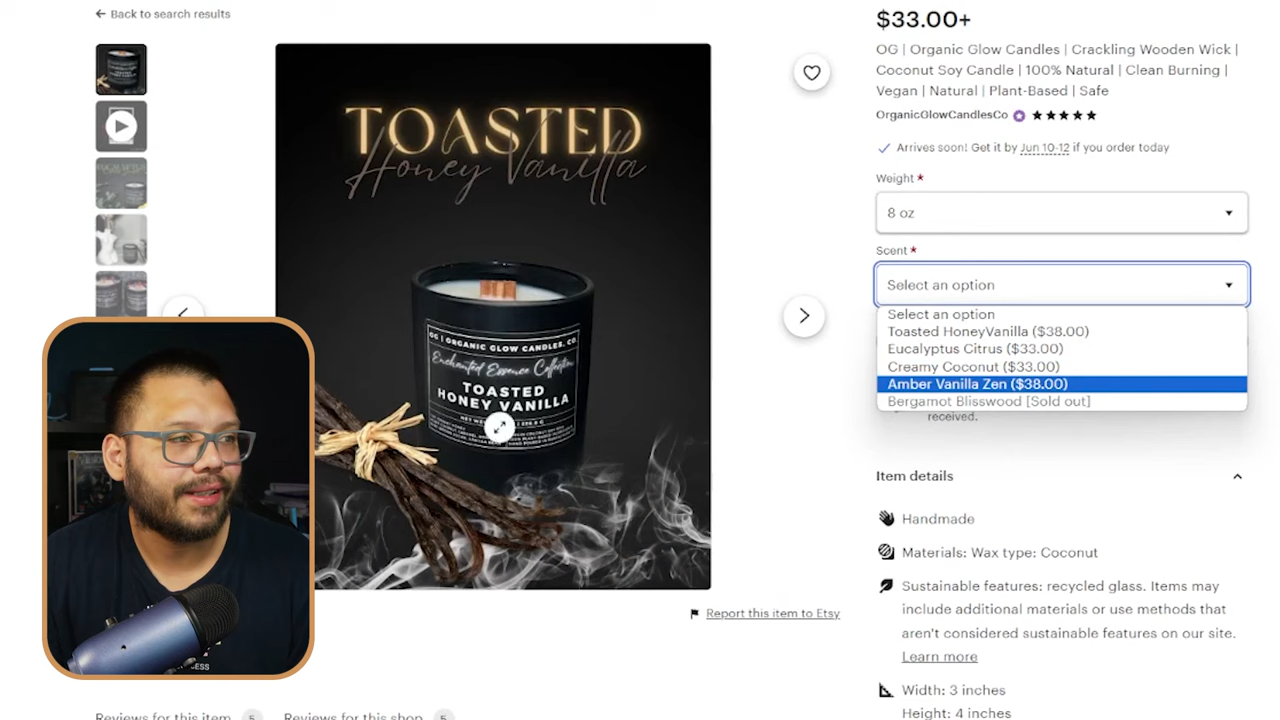 Back to search results
TOASTED
Honey Vanilla
OG | ORGANIC GLOW CANDLES. CO.
Enchanted Essence Collection
TOASTED
HONEY VANILLA
Report this item to Etsy
Reviews for this item 5 Reviews for this shop 5
$33.00+
OG | Organic Glow Candles | Crackling Wooden Wick |
Coconut Soy Candle | 100% Natural | Clean Burning |
Vegan | Natural | Plant-Based | Safe
OrganicGlowCandlesCo
Arrives soon! Get it by Jun 10-12 if you order today
Weight *
8 oz
Scent *
Select an option
Select an option
Toasted HoneyVanilla ($38.00)
Eucalyptus Citrus ($33.00)
Creamy Coconut ($33.00)
Amber Vanilla Zen ($38.00)
Bergamot Blisswood [Sold out]
received.
Item details
Handmade
Materials: Wax type: Coconut
Sustainable features: recycled glass. Items may
include additional materials or use methods that
aren't considered sustainable features on our site.
Learn more
Width: 3 inches
Height: 4 inches